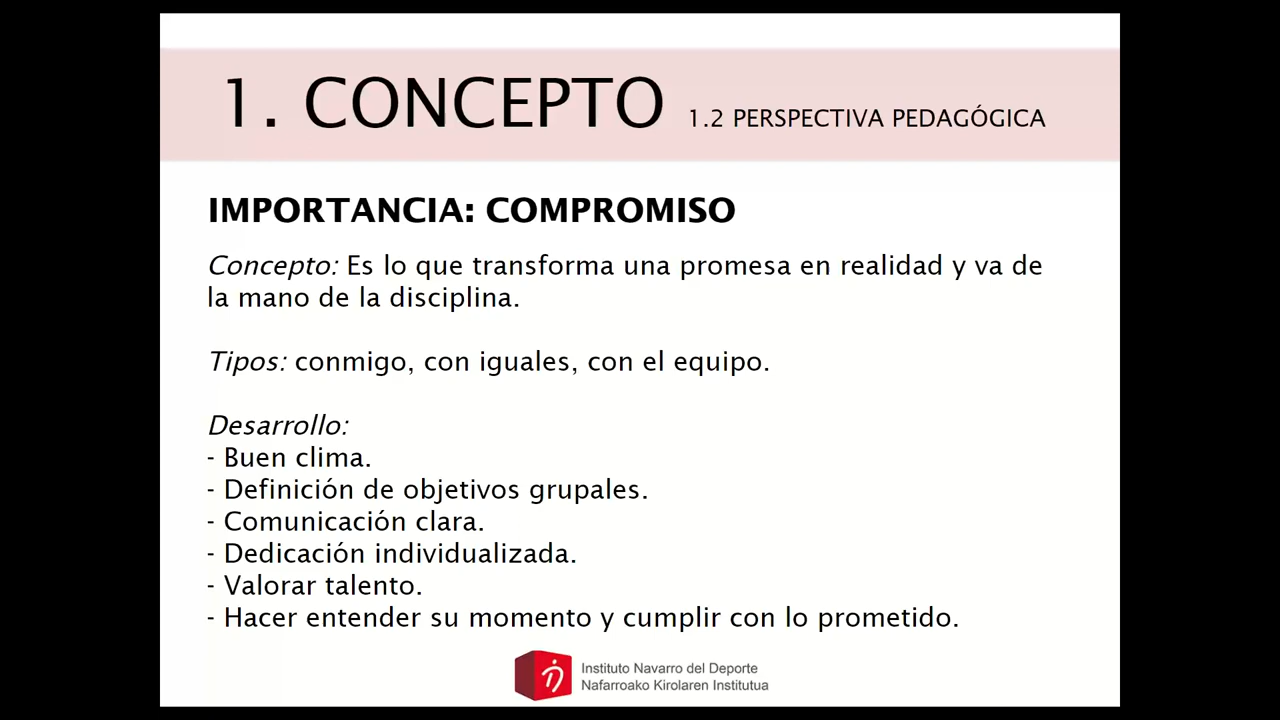 1. CONCEPTO 1.2 PERSPECTIVA PEDAGÓGICA
IMPORTANCIA: COMPROMISO
Concepto: Es lo que transforma una promesa en realidad y va de
la mano de la disciplina.
Tipos: conmigo, con iguales, con el equipo.
Desarrollo:
- Buen clima.
- Definición de objetivos grupales.
- Comunicación clara.
- Dedicación individualizada.
- Valorar talento.
- Hacer entender su momento y cumplir con lo prometido.
Instituto Navarro del Deporte
Nafarroako Kirolaren Institutua